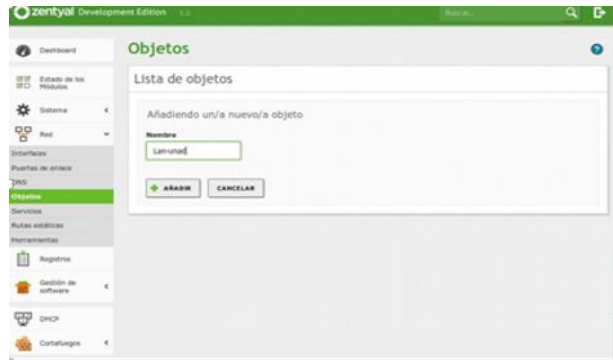 zentyal Development Edition 5.0
Buscar...
Dashboard
Estado de los
Módulos
Sistema
Red
Interfaces
Puertas de enlace
DNS
Objetos
Servicios
Rutas estáticas
Herramientas
Registros
Gestión de
software
DHCP
Cortafuegos
Objetos
Lista de objetos
Añadiendo un/a nuevo/a objeto
Nombre
Lan-unad
AÑADIR
CANCELAR